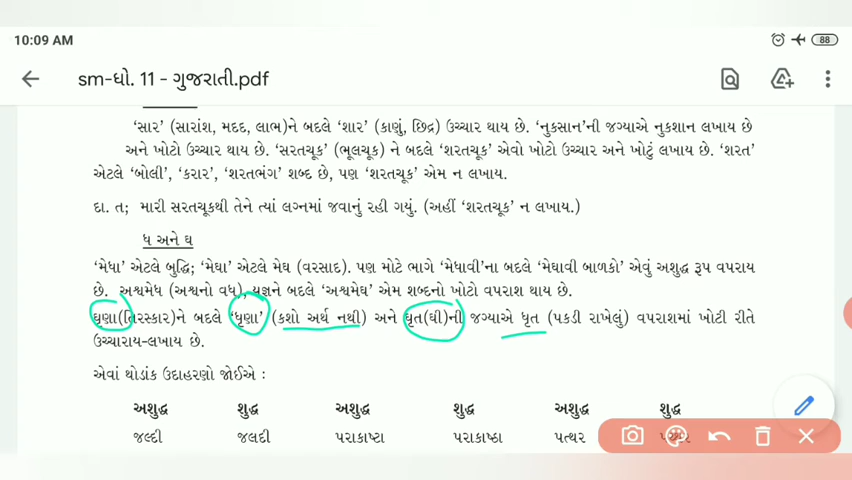 10:09 AM
88
sm-ધો. 11 - ગુજરાતી.pdf
‘સાર’ (સારાંશ, મદદ, લાભ)ને બદલે ‘શાર’ (કાણું, છિદ્ર) ઉચ્ચાર થાય છે. ‘નુકસાન’ની જગ્યાએ નુકશાન લખાય છે
અને ખોટો ઉચ્ચાર થાય છે. ‘સરતચૂક’ (ભૂલચૂક) ને બદલે ‘શરતચૂક’ એવો ખોટો ઉચ્ચાર અને ખોટું લખાય છે. ‘શરત’
એટલે ‘બોલી’, ‘કરાર’, ‘શરતભંગ’ શબ્દ છે, પણ ‘શરતચૂક’ એમ ન લખાય.
દા. ત; મારી સરતચૂકથી તેને ત્યાં લગ્નમાં જવાનું રહી ગયું. (અહીં ‘શરતચૂક’ ન લખાય.)
ધ અને ઘ
‘મેધા’ એટલે બુદ્ધિ; ‘મેઘા’ એટલે મેઘ (વરસાદ). પણ મોટે ભાગે ‘મેધાવી’ના બદલે ‘મેઘાવી બાળકો’ એવું અશુદ્ધ રૂપ વપરાય
છે. અશ્વમેધ (અશ્વનો વધ), યજ્ઞને બદલે ‘અશ્વમેઘ’ એમ શબ્દનો ખોટો વપરાશ થાય છે.
ઘૃણા(તિરસ્કાર)ને બદલે ‘ધૃણા’ (કશો અર્થ નથી) અને ઘૃત(ઘી)ની જગ્યાએ ધૃત (પકડી રાખેલું) વપરાશમાં ખોટી રીતે
ઉચ્ચારાય-લખાય છે.
એવાં થોડાંક ઉદાહરણો જોઈએ :
અશુદ્ધ શુદ્ધ અશુદ્ધ શુદ્ધ અશુદ્ધ શુદ્ધ
જલ્દી જલદી પરાકાષ્ટા પરાકાષ્ઠા પત્થર